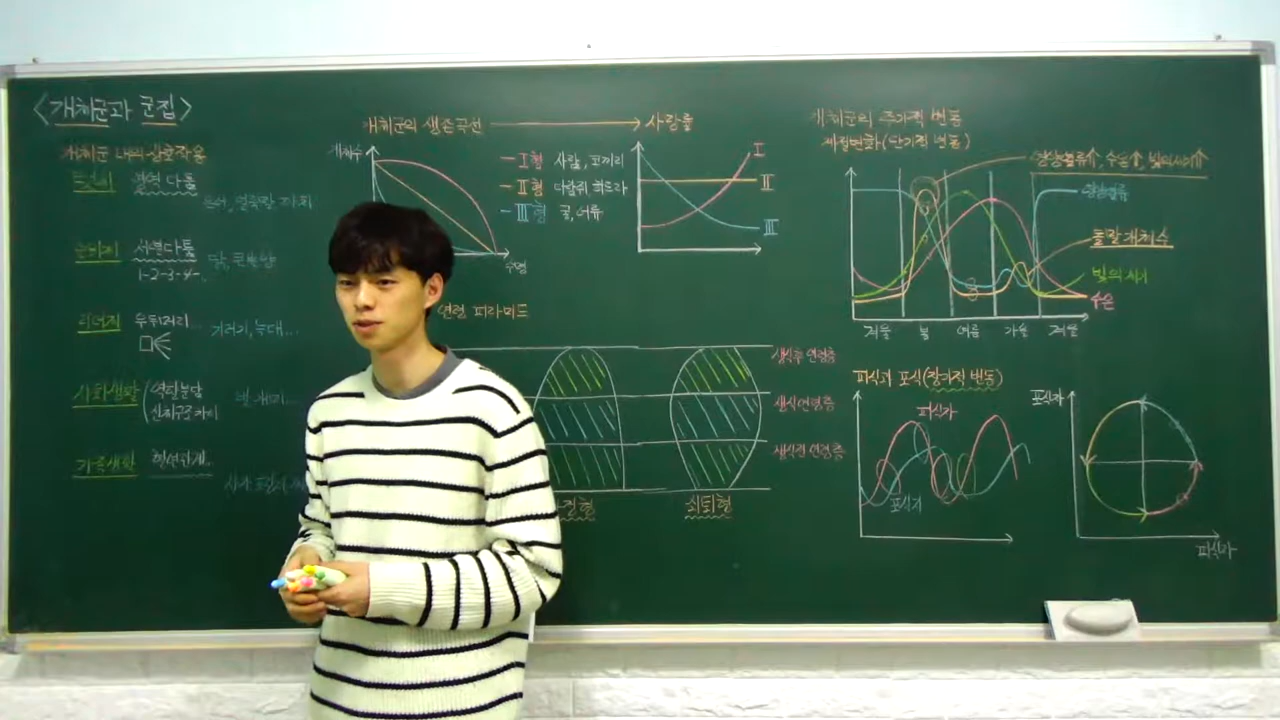 <개체군과 군집>
개체군 내의 상호작용
텃세 세력 다툼
은어, 얼룩말
순위제 서열다툼
1-2-3-4-.
닭, 큰뿔양
리더제 우두머리
기러기, 늑대...
사회생활 역할분담
벌 개미...
가족생활 혈연관계..
개체군의 생존곡선 → 사망률
개체수
수명
I형 사람, 코끼리
II형 다람쥐 히드라
III형 굴, 어류
I
II
III
연령 피라미드
생식후 연령층
생식 연령층
생식전 연령층
쇠퇴형
개체군의 주기적 변동
계절변화(단기적 변동)
영양염류↑, 수온↑, 빛의세기↑
영양염류
돌말 개체수
빛의 세기
수온
겨울 봄 여름 가을 겨울
피식과 포식(장기적 변동)
피식자
포식자
포식자
피식자